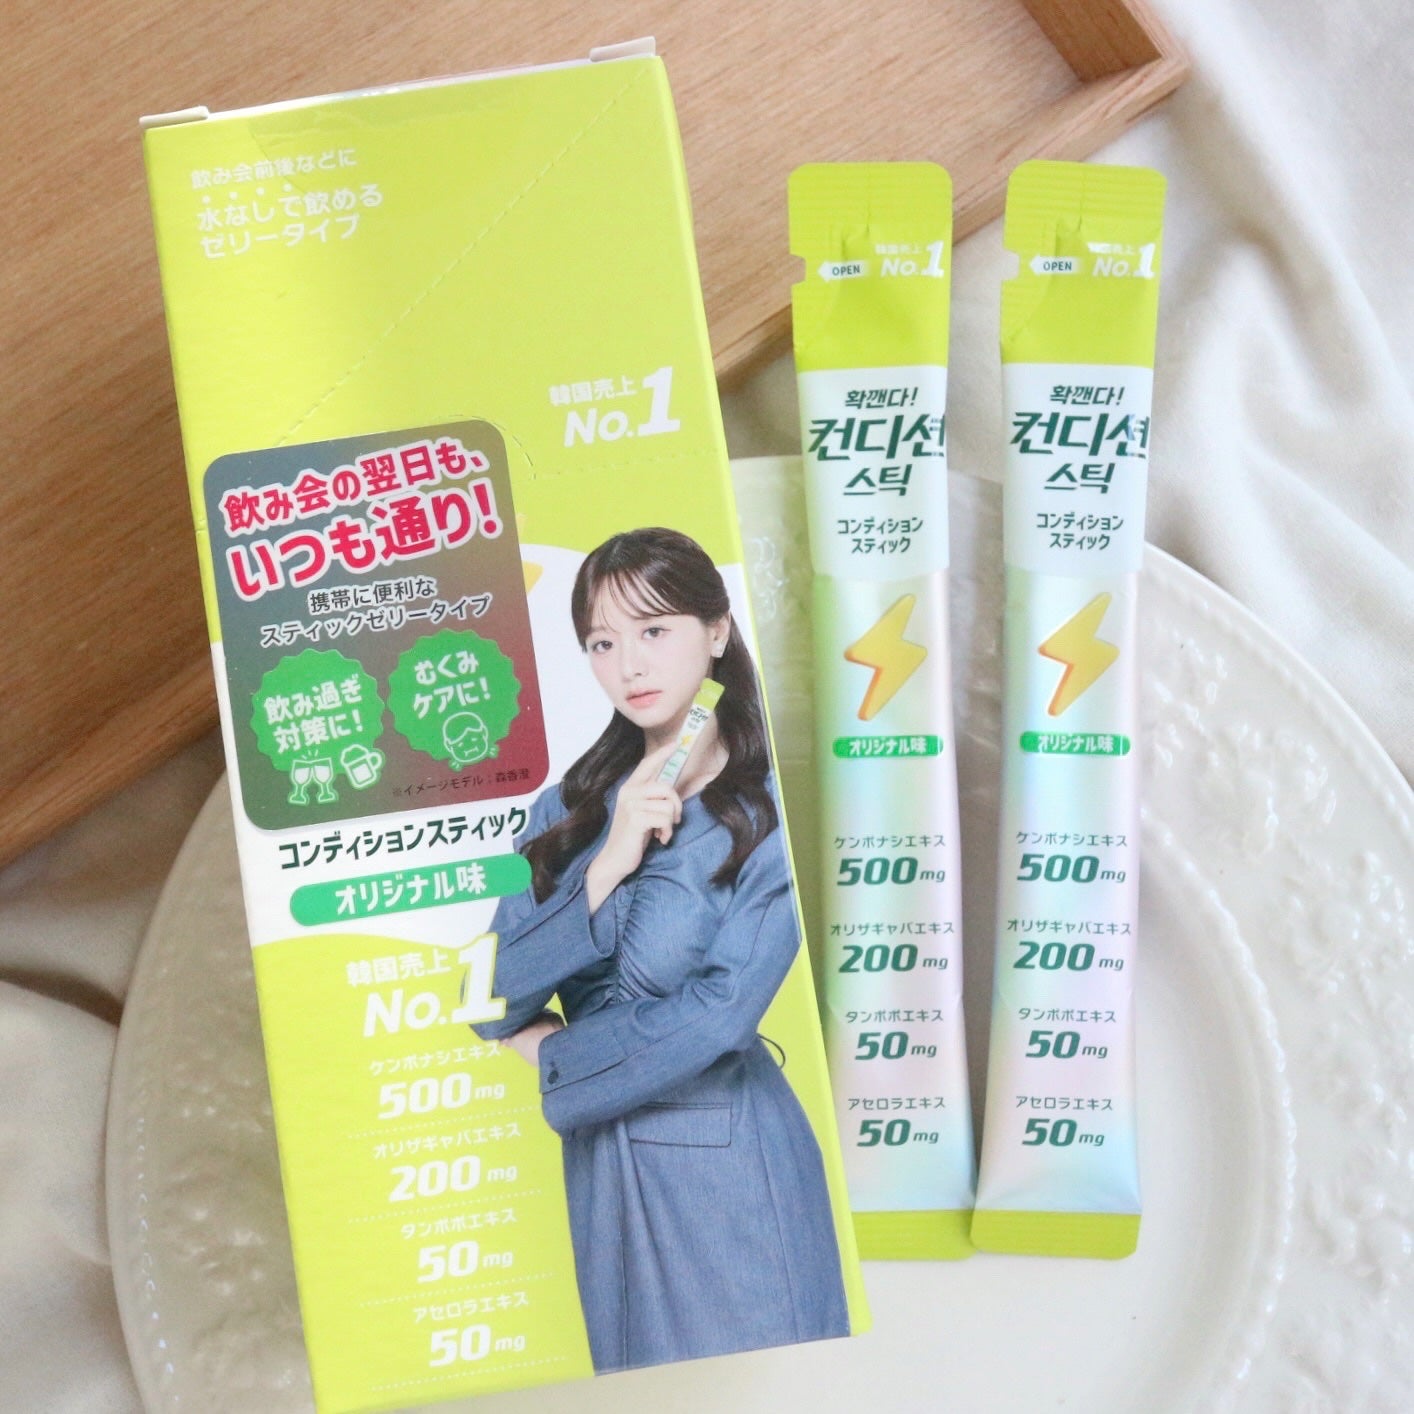 飲み会前後などに
水なしで飲める
ゼリータイプ
韓国売上
No.1
飲み会の翌日も、
いつも通り!
携帯に便利な
スティックゼリータイプ
飲み過ぎ
対策に!
むくみ
ケアに!
※イメージモデル：森香澄
コンディションスティック
オリジナル味
韓国売上
No.1
ケンポナシエキス
500mg
オリザギャバエキス
200mg
タンポポエキス
50mg
アセロラエキス
50mg
OPEN
韓国売上
No.1
확깬다!
컨디션
스틱
コンディション
スティック
オリジナル味
ケンポナシエキス
500mg
オリザギャバエキス
200mg
タンポポエキス
50mg
アセロラエキス
50mg
OPEN
韓国売上
No.1
확깬다!
컨디션
스틱
コンディション
スティック
オリジナル味
ケンポナシエキス
500mg
オリザギャバエキス
200mg
タンポポエキス
50mg
アセロラエキス
50mg